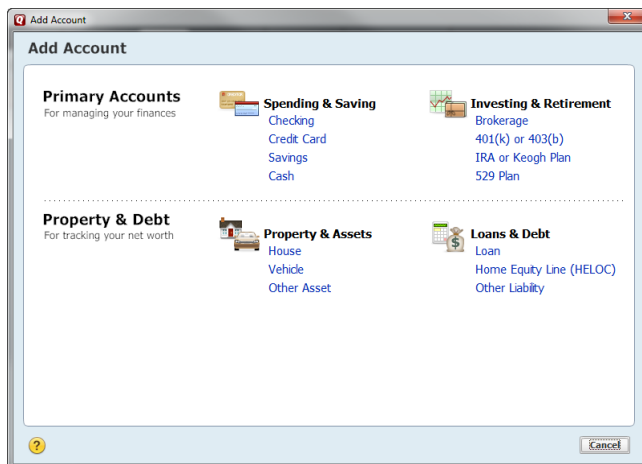 Add Account
Add Account
Primary Accounts
For managing your finances
Spending & Saving
Checking
Credit Card
Savings
Cash
Investing & Retirement
Brokerage
401(k) or 403(b)
IRA or Keogh Plan
529 Plan
Property & Debt
For tracking your net worth
Property & Assets
House
Vehicle
Other Asset
Loans & Debt
Loan
Home Equity Line (HELOC)
Other Liability
?
Cancel